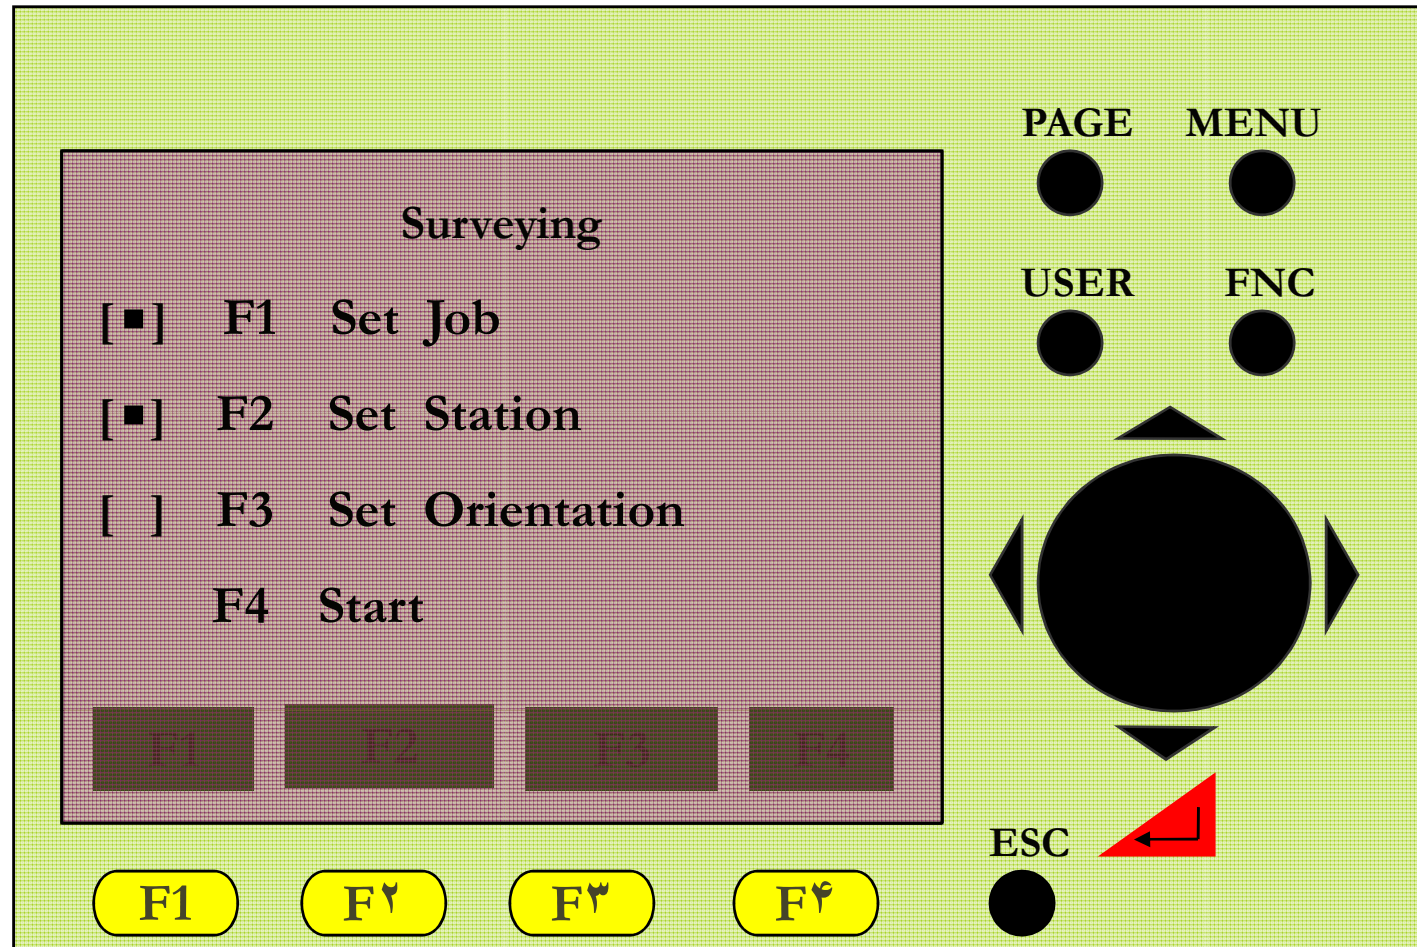 PAGE MENU
Surveying
USER FNC
[▪] F1 Set Job
[▪] F2 Set Station
[ ] F3 Set Orientation
F4 Start
F1 F2 F3 F4
ESC
F1 F۲ F۳ F۴